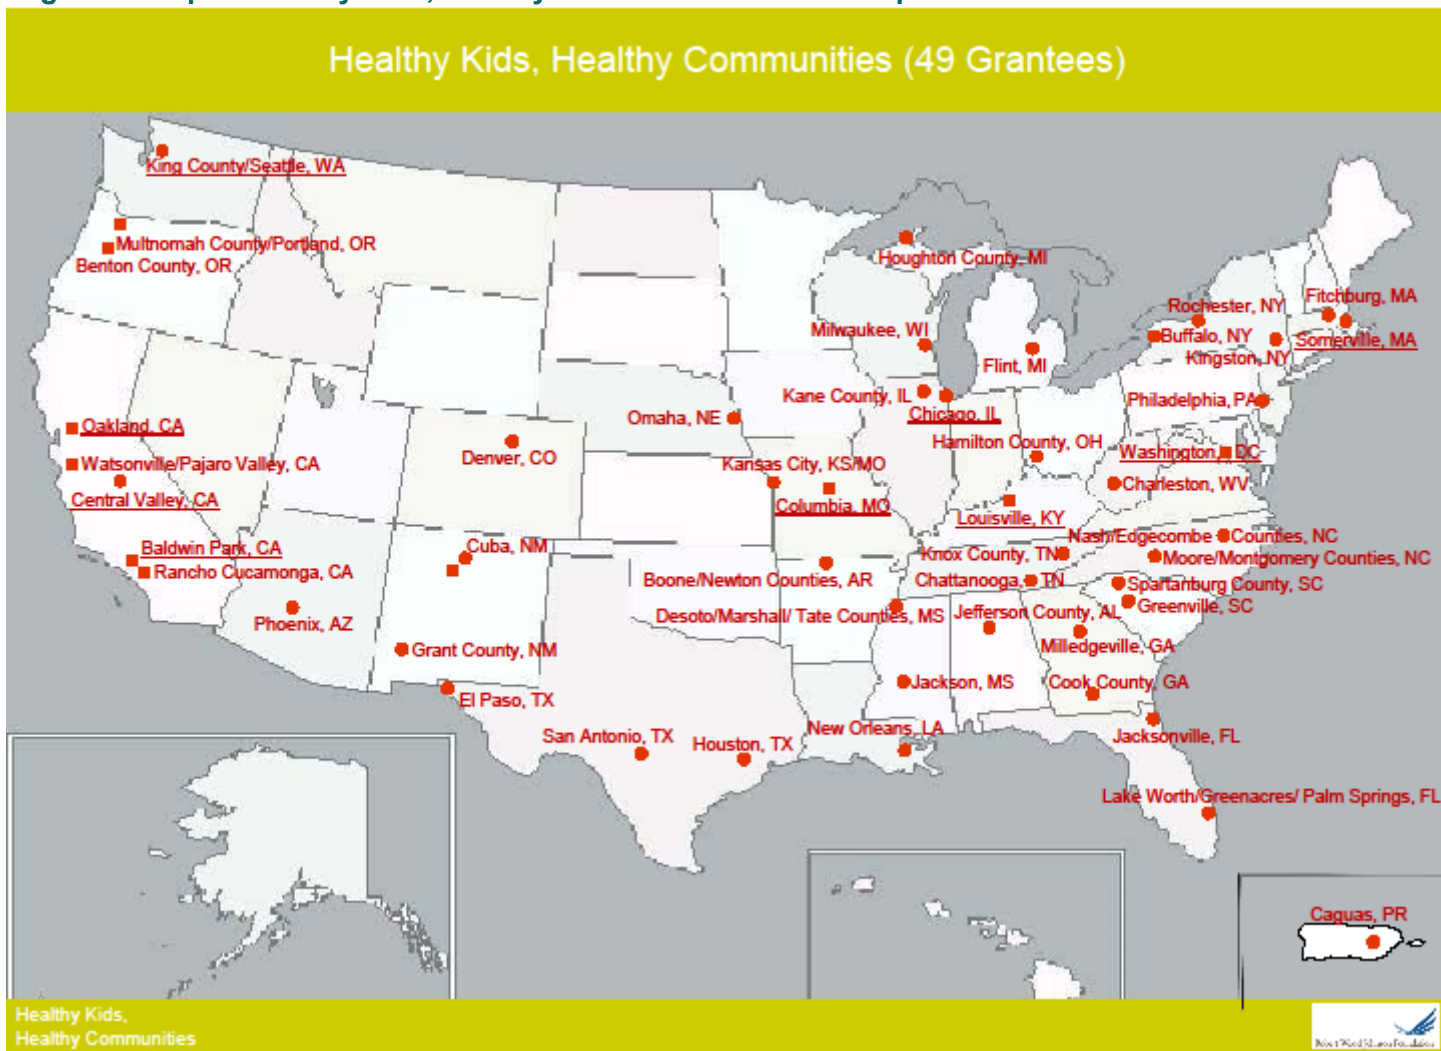 Healthy Kids, Healthy Communities (49 Grantees)
King County/Seattle, WA
Multnomah County/Portland, OR
Benton County, OR
Houghton County, MI
Rochester, NY
Fitchburg, MA
Milwaukee, WI
Buffalo, NY
Somerville, MA
Flint, MI
Kingston, NY
Kane County, IL
Philadelphia, PA
Chicago, IL
Omaha, NE
Oakland, CA
Hamilton County, OH
Denver, CO
Washington, DC
Watsonville/Pajaro Valley, CA
Kansas City, KS/MO
Charleston, WV
Central Valley, CA
Columbia, MO
Louisville, KY
Nash/Edgecombe Counties, NC
Baldwin Park, CA
Cuba, NM
Knox County, TN
Moore/Montgomery Counties, NC
Rancho Cucamonga, CA
Boone/Newton Counties, AR
Chattanooga, TN
Spartanburg County, SC
Greenville, SC
Phoenix, AZ
Desoto/Marshall/ Tate Counties, MS
Jefferson County, AL
Milledgeville, GA
Grant County, NM
Jackson, MS
Cook County, GA
El Paso, TX
San Antonio, TX
Houston, TX
New Orleans, LA
Jacksonville, FL
Lake Worth/Greenacres/ Palm Springs, FL
Caguas, PR
Healthy Kids,
Healthy Communities
Robert Wood Johnson Foundation